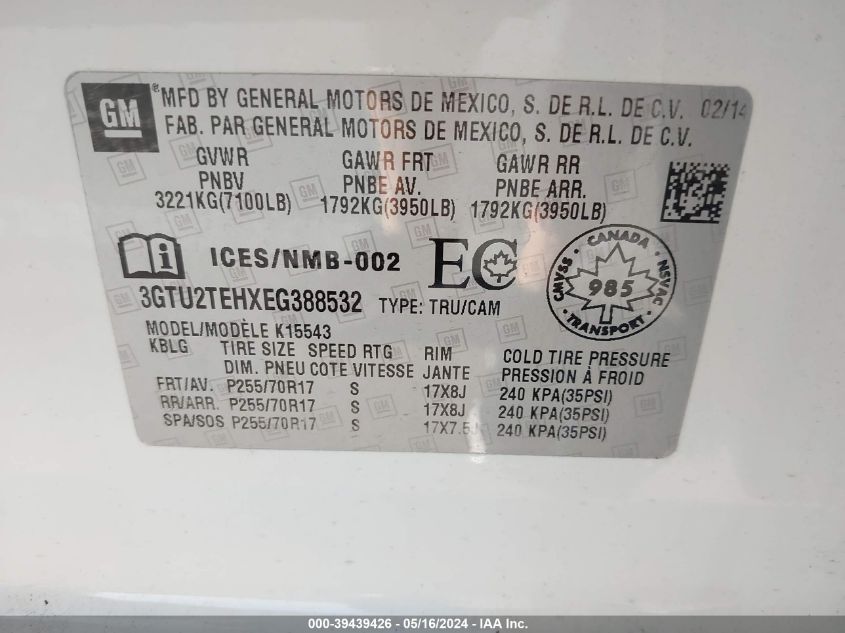 GM ® MFD BY GENERAL MOTORS DE MEXICO, S. DE R.L. DE C.V. 02/14
FAB. PAR GENERAL MOTORS DE MEXICO, S. DE R.L. DE C.V.
GVWR GAWR FRT GAWR RR
PNBV PNBE AV. PNBE ARR.
3221KG(7100LB) 1792KG(3950LB) 1792KG(3950LB)
ICES/NMB-002 EC
CANADA CMVSS NSVAC 985 TRANSPORT
3GTU2TEHXEG388532 TYPE: TRU/CAM
MODEL/MODÈLE K15543
KBLG TIRE SIZE SPEED RTG RIM COLD TIRE PRESSURE
DIM. PNEU COTE VITESSE JANTE PRESSION À FROID
FRT/AV. P255/70R17 S 17X8J 240 KPA(35PSI)
RR/ARR. P255/70R17 S 17X8J 240 KPA(35PSI)
SPA/SOS P255/70R17 S 17X7.5J 240 KPA(35PSI)
000-39439426 - 05/16/2024 - IAA Inc.